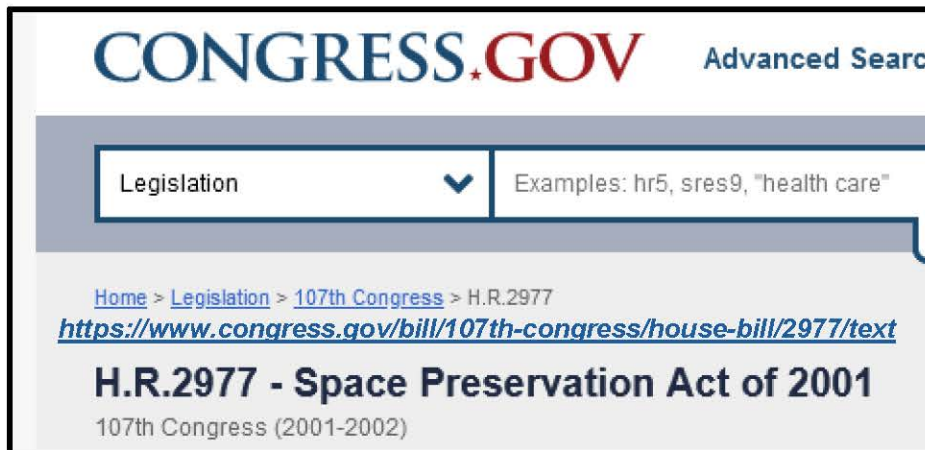 CONGRESS.GOV Advanced Searc
Legislation Examples: hr5, sres9, "health care"
Home > Legislation > 107th Congress > H.R.2977
https://www.congress.gov/bill/107th-congress/house-bill/2977/text
H.R.2977 - Space Preservation Act of 2001
107th Congress (2001-2002)